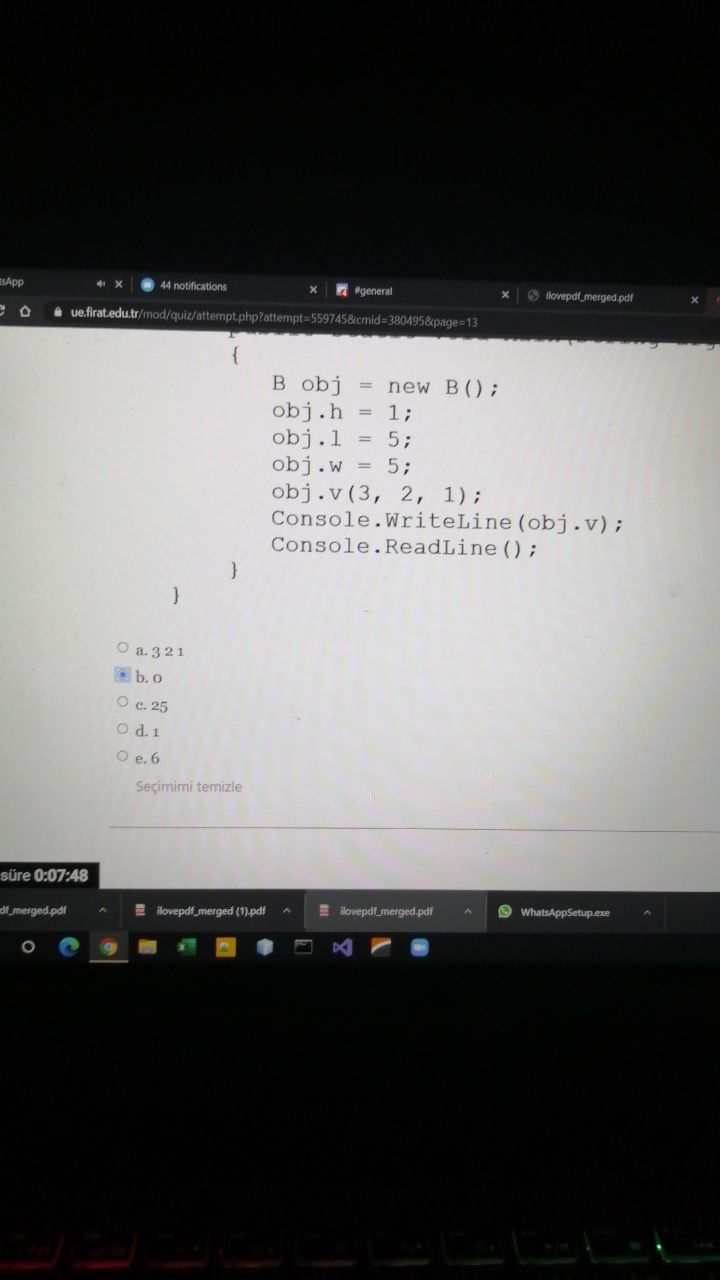 44 notifications
#general
ilovepdf_merged.pdf
ue.firat.edu.tr/mod/quiz/attempt.php?attempt=559745&cmid=380495&page=13
{
B obj = new B();
obj.h = 1;
obj.l = 5;
obj.w = 5;
obj.v(3, 2, 1);
Console.WriteLine(obj.v);
Console.ReadLine();
}
}
a. 3 2 1
b. 0
c. 25
d. 1
e. 6
Seçimimi temizle
süre 0:07:48
df_merged.pdf
ilovepdf_merged (1).pdf
ilovepdf_merged.pdf
WhatsAppSetup.exe